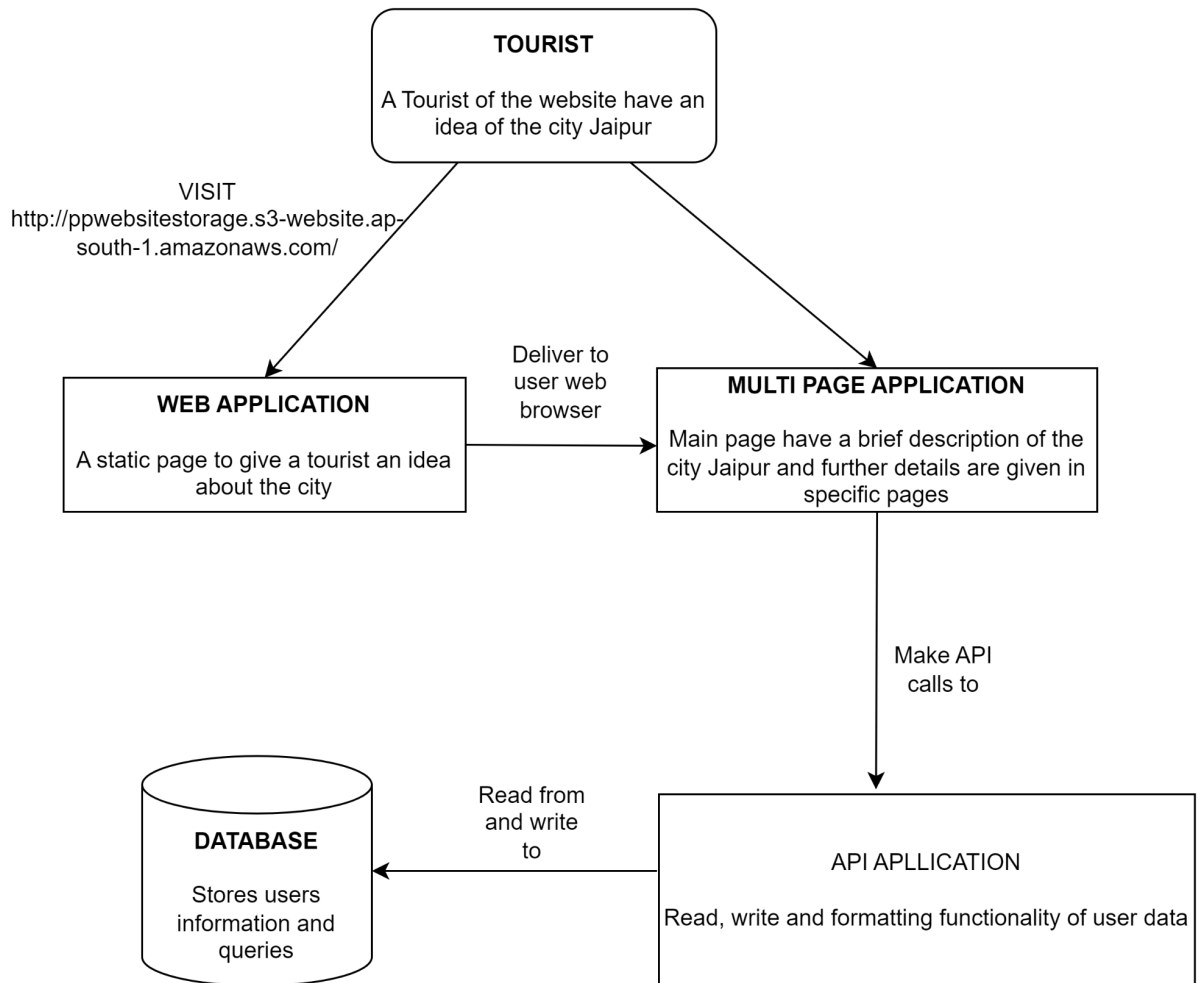 TOURIST
A Tourist of the website have an
idea of the city Jaipur
VISIT
http://ppwebsitestorage.s3-website.ap-
south-1.amazonaws.com/
WEB APPLICATION
A static page to give a tourist an idea
about the city
Deliver to
user web
browser
MULTI PAGE APPLICATION
Main page have a brief description of the
city Jaipur and further details are given in
specific pages
Make API
calls to
DATABASE
Stores users
information and
queries
Read from
and write
to
API APLLICATION
Read, write and formatting functionality of user data